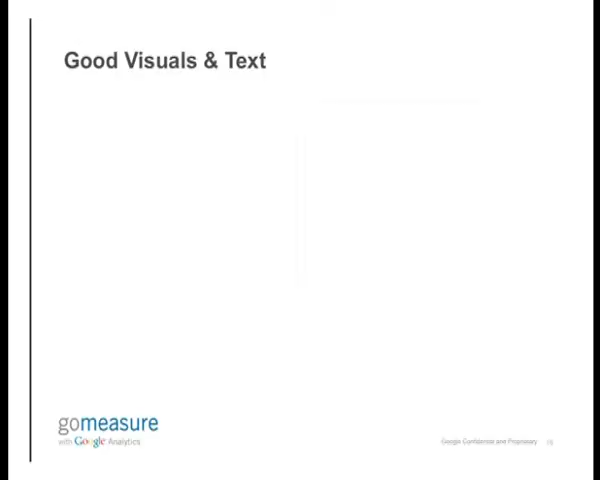 Good Visuals & Text
gomeasure
with Google Analytics
Google Confidential and Proprietary